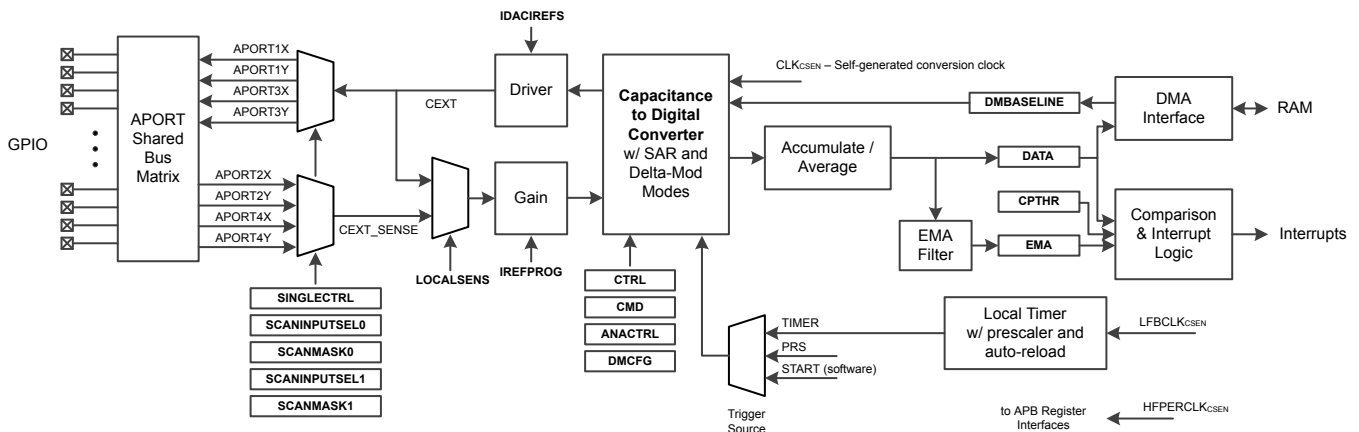 IDACIREFS
GPIO
APORT
Shared
Bus
Matrix
APORT1X
APORT1Y
APORT3X
APORT3Y
APORT2X
APORT2Y
APORT4X
APORT4Y
CEXT
CEXT_SENSE
Driver
Gain
LOCALSENS
IREFPROG
SINGLECTRL
SCANINPUTSEL0
SCANMASK0
SCANINPUTSEL1
SCANMASK1
Capacitance
to Digital
Converter
w/ SAR and
Delta-Mod
Modes
CTRL
CMD
ANACTRL
DMCFG
CLKCSEN – Self-generated conversion clock
DMBASELINE
DMA
Interface
RAM
Accumulate /
Average
DATA
CPTHR
EMA
Filter
EMA
Comparison
& Interrupt
Logic
Interrupts
TIMER
PRS
START (software)
Trigger
Source
Local Timer
w/ prescaler and
auto-reload
LFBCLKCSEN
to APB Register
Interfaces
HFPERCLKCSEN